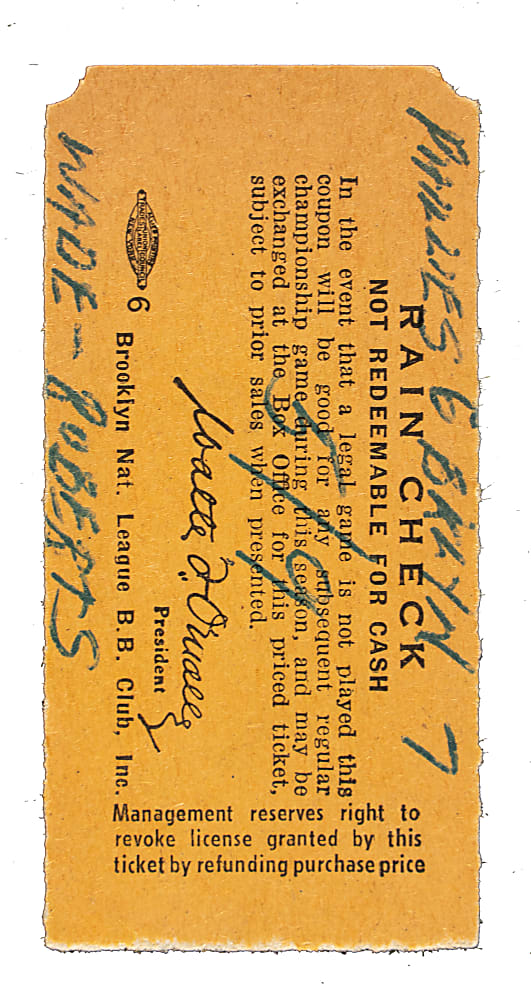 PHILLIES 6 BKLYN 7
RAIN CHECK
NOT REDEEMABLE FOR CASH
In the event that a legal game is not played this
coupon will be good for any subsequent regular
championship game during this season, and may be
exchanged at the Box Office for this priced ticket,
subject to prior sales, when presented.
Walter F. O'Malley
President
6 Brooklyn Nat. League B.B. Club, Inc.
WADE - ROBERTS
Management reserves right to
revoke license granted by this
ticket by refunding purchase price